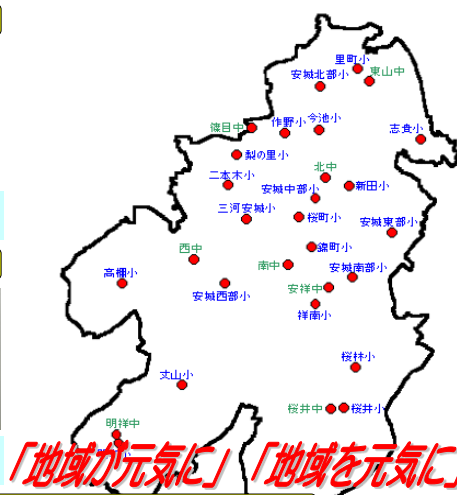 里町小
安城北部小
東山中
篠目中
作野小
今池小
志貴小
梨の里小
北中
二本木小
新田小
安城中部小
三河安城小
桜町小
安城東部小
錦町小
西中
南中
安城南部小
高棚小
安城西部小
安祥中
祥南小
桜林小
丈山小
桜井中
桜井小
明祥中
「地域が元気に」「地域を元気に」